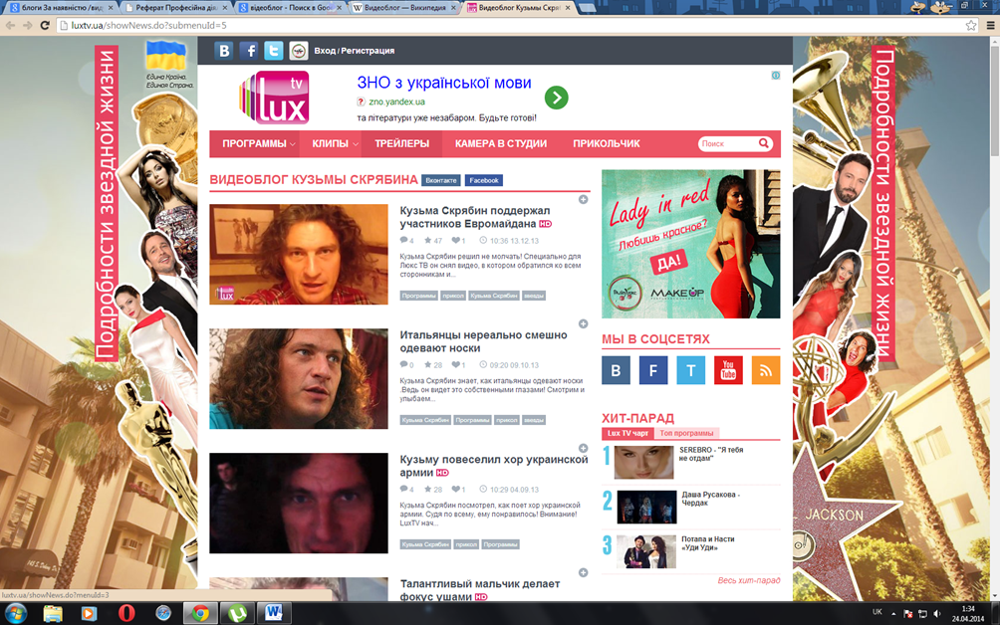 блоги За наявністю /вид
Реферат Професійна дія
відеоблог - Поиск в Goo
Видеоблог — Википедия
Видеоблог Кузьмы Скря
luxtv.ua/showNews.do?submenuId=5
Подробности звездной жизни
Єдина Країна.
Единая Страна.
Вход / Регистрация
tv
lux
ЗНО з української мови
zno.yandex.ua
та літератури уже незабаром. Будьте готові!
ПРОГРАММЫ КЛИПЫ ТРЕЙЛЕРЫ КАМЕРА В СТУДИИ ПРИКОЛЬЧИК
Поиск
ВИДЕОБЛОГ КУЗЬМЫ СКРЯБИНА
Вконтакте Facebook
Кузьма Скрябин поддержал
участников Евромайдана HD
4 47 1 10:36 13.12.13
Кузьма Скрябин решил не молчать! Специально для
Люкс ТВ он снял видео, в котором обратился ко всем
сторонникам и...
Программы прикол Кузьма Скрябин звезды
lux
Итальянцы нереально смешно
одевают носки
0 28 1 09:20 09.10.13
Кузьма Скрябин знает, как итальянцы одевают носки
.Ведь он видит это собственными глазами! Смотрим и
улыбаем...
Кузьма Скрябин Программы прикол звезды
Кузьму повеселил хор украинской
армии HD
4 28 1 10:29 04.09.13
Кузьма Скрябин посмотрел, как поет хор украинской
армии. Судя по всему, ему понравилось! Внимание!
LuxTV нач...
Кузьма Скрябин прикол Программы
Талантливый мальчик делает
фокус ушами HD
Lady in red
Любишь красное?
ДА!
MAKEUP
МЫ В СОЦСЕТЯХ
B F T You Tube
ХИТ-ПАРАД
Lux TV чарт Топ программы
1 SEREBRO - "Я тебя
не отдам"
2 Даша Русакова -
Чердак
3 Потапа и Насти
«Уди Уди»
Весь хит-парад
Подробности звездной жизни
JACKSON
luxtv.ua/showNews.do?menuId=3
UK
1:34
24.04.2014